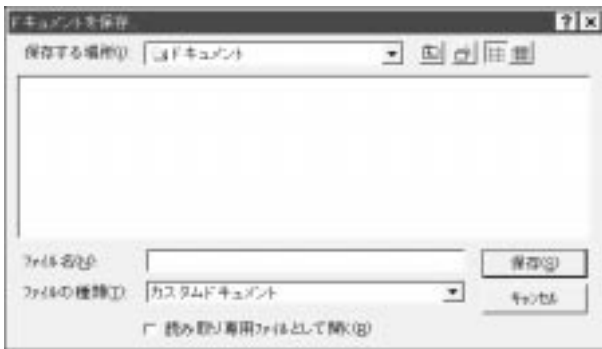 ドキュメントを保存
保存する場所(I) ドキュメント
ファイル名(N)
保存(S)
ファイルの種類(T) カスタムドキュメント
キャンセル
読み取り専用ファイルとして開く(R)